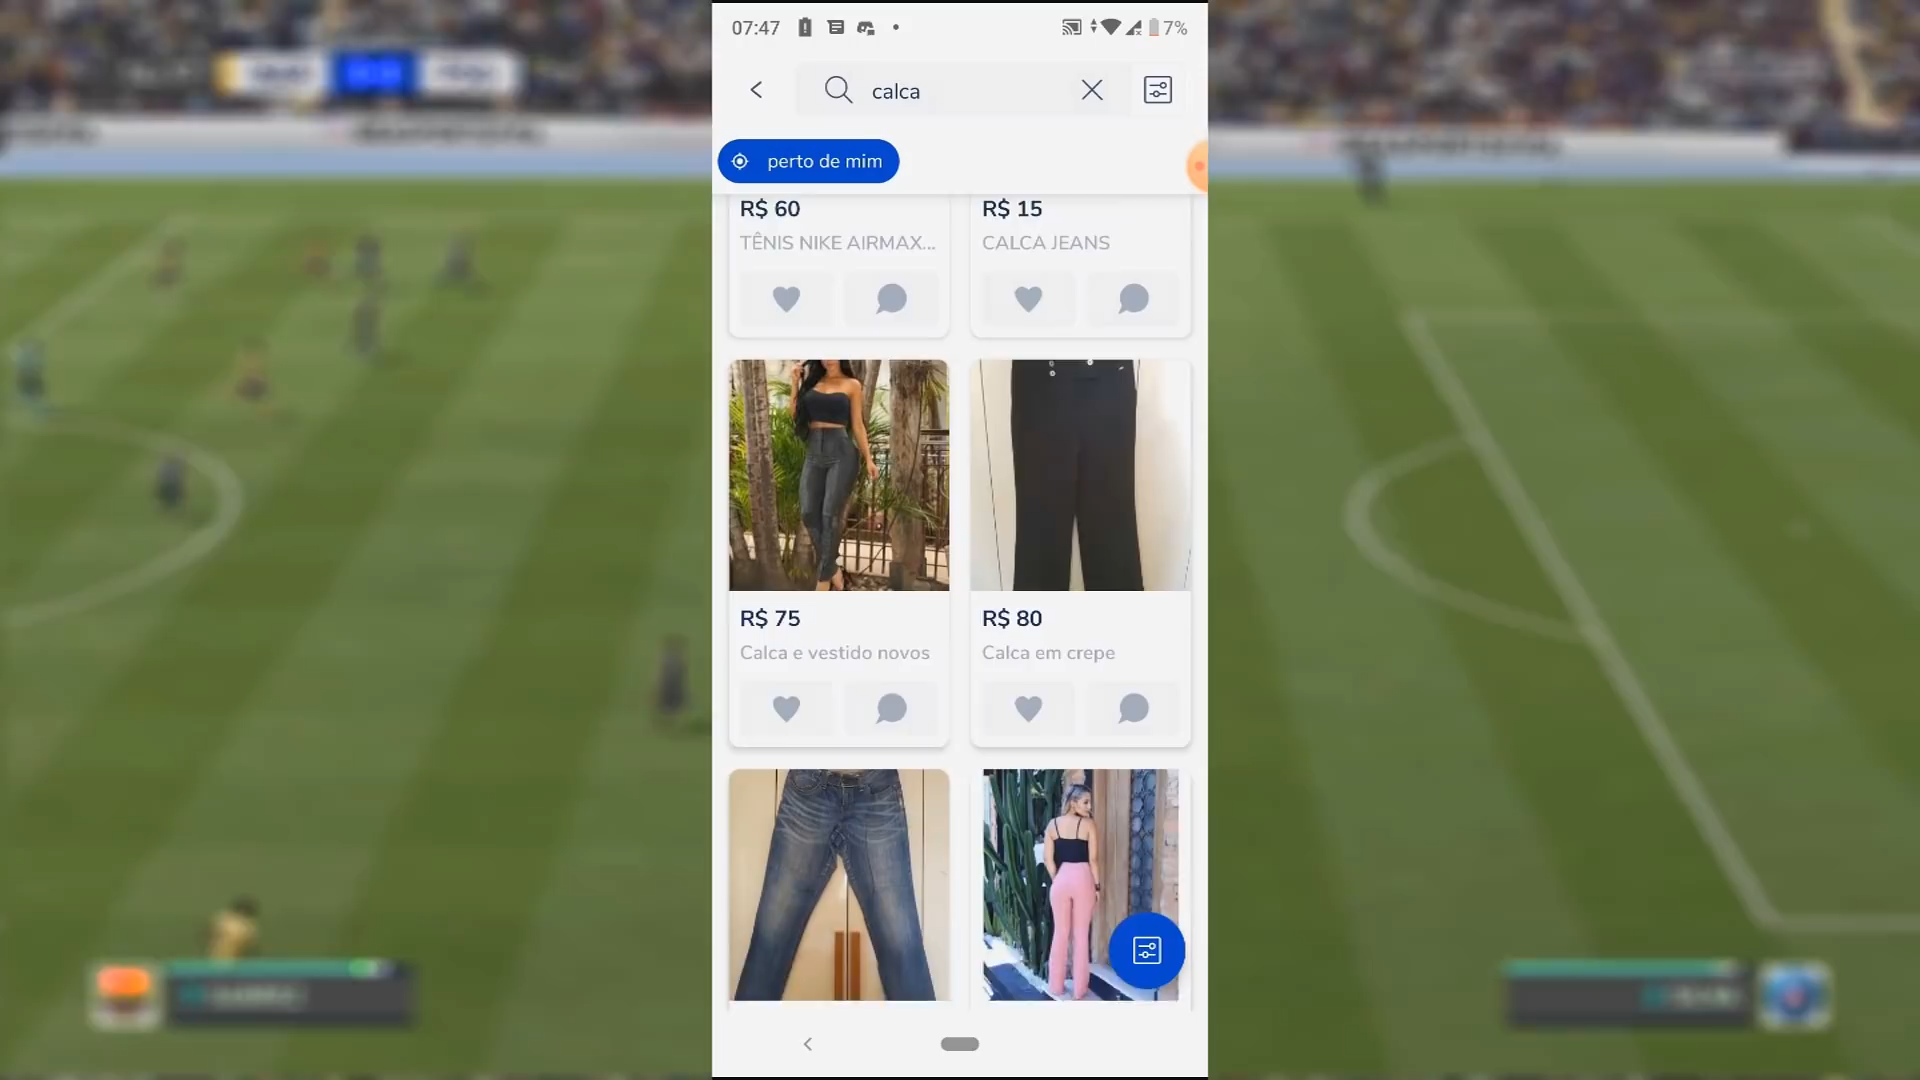 07:47
7%
calca
perto de mim
R$ 60
TÊNIS NIKE AIRMAX...
R$ 15
CALCA JEANS
R$ 75
Calca e vestido novos
R$ 80
Calca em crepe